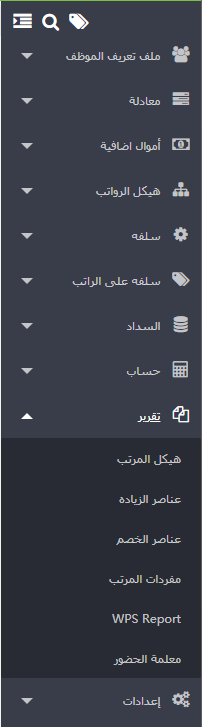 ملف تعريف الموظف
معادلة
أموال اضافية
هيكل الرواتب
سلفه
سلفه على الراتب
السداد
حساب
تقرير
هيكل المرتب
عناصر الزياده
عناصر الخصم
مفردات المرتب
WPS Report
معلمة الحضور
إعدادات